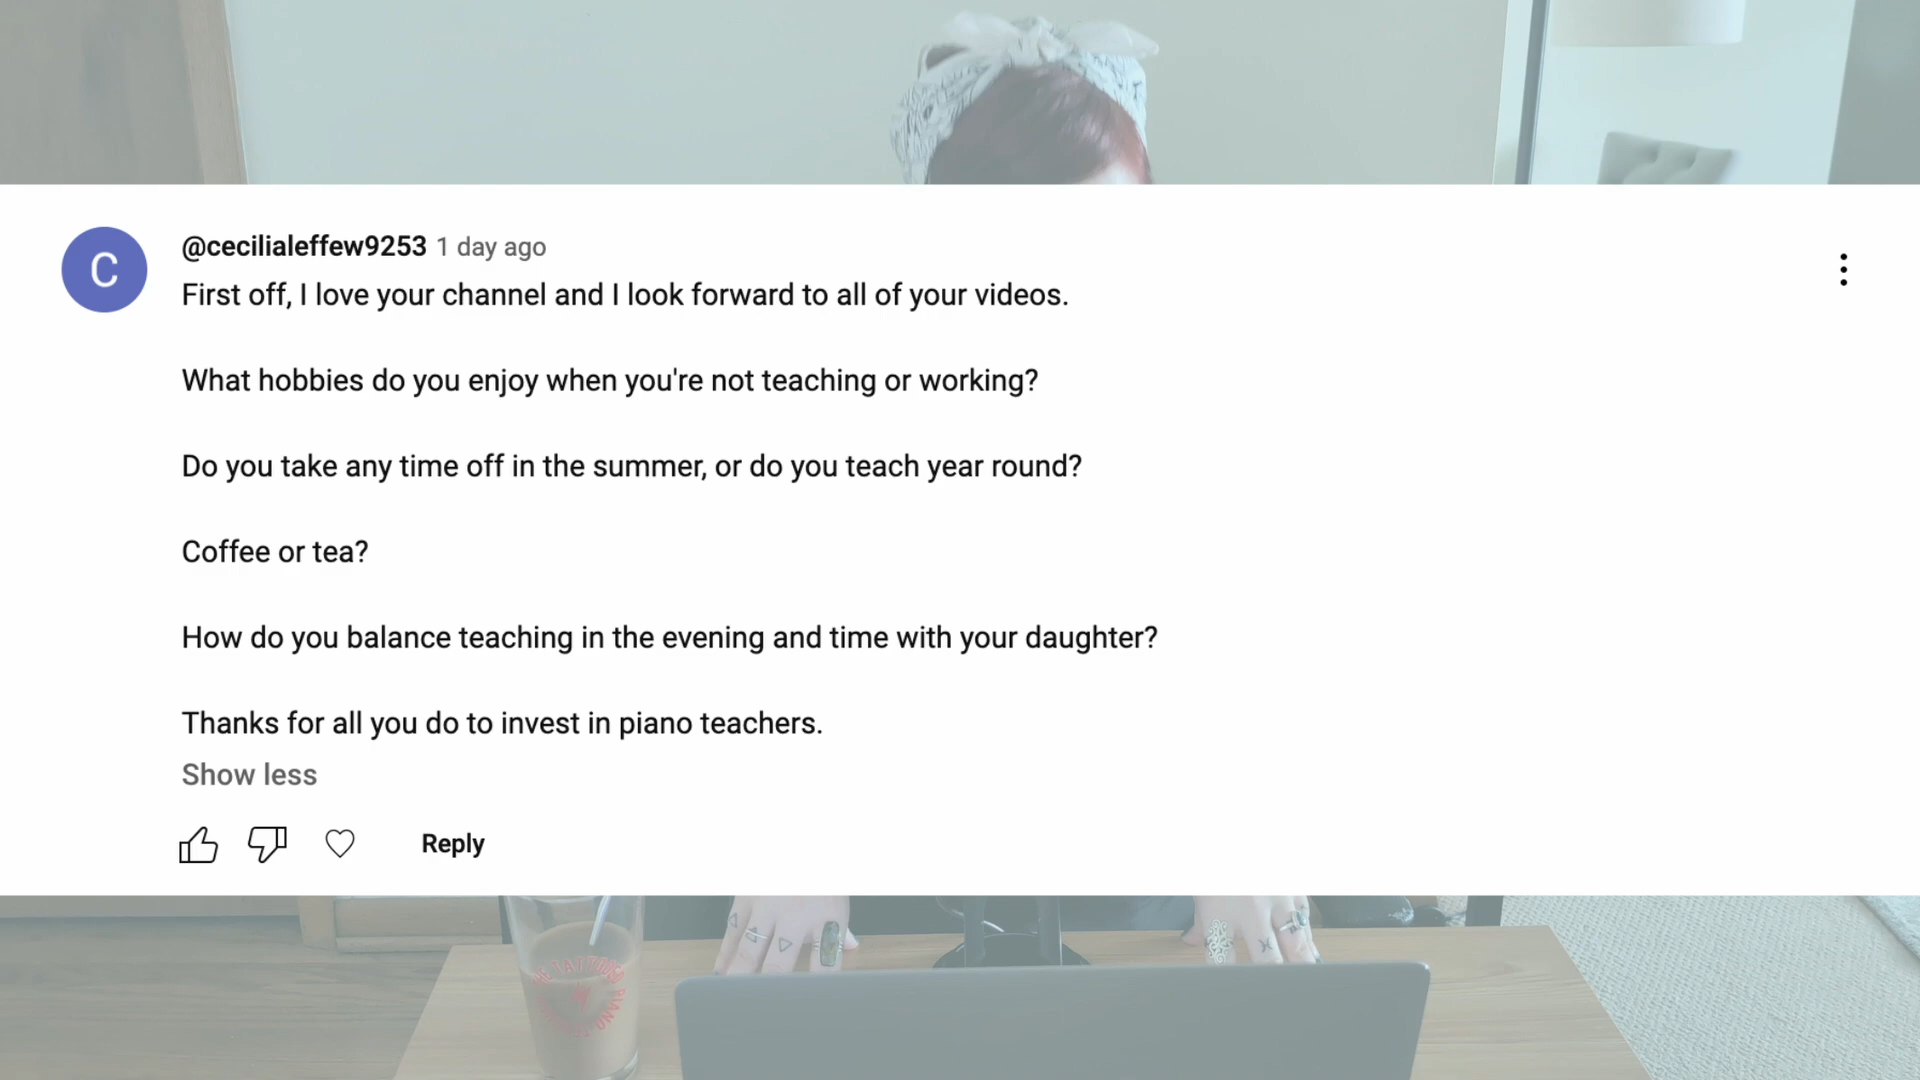 C
@cecilialeffew9253 1 day ago
First off, I love your channel and I look forward to all of your videos.
What hobbies do you enjoy when you're not teaching or working?
Do you take any time off in the summer, or do you teach year round?
Coffee or tea?
How do you balance teaching in the evening and time with your daughter?
Thanks for all you do to invest in piano teachers.
Show less
Reply
TATTOOED PIANO